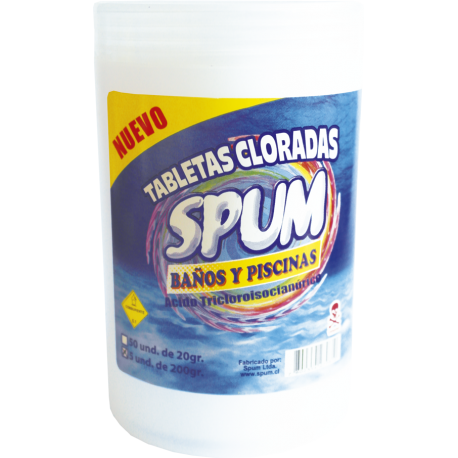 NUEVO
TABLETAS CLORADAS
SPUM
BAÑOS Y PISCINAS
Acido Tricloroisocianurico
50 und. de 20gr.
5 und. de 200gr.
Fabricado por:
Spum Ltda.
www.spum.cl